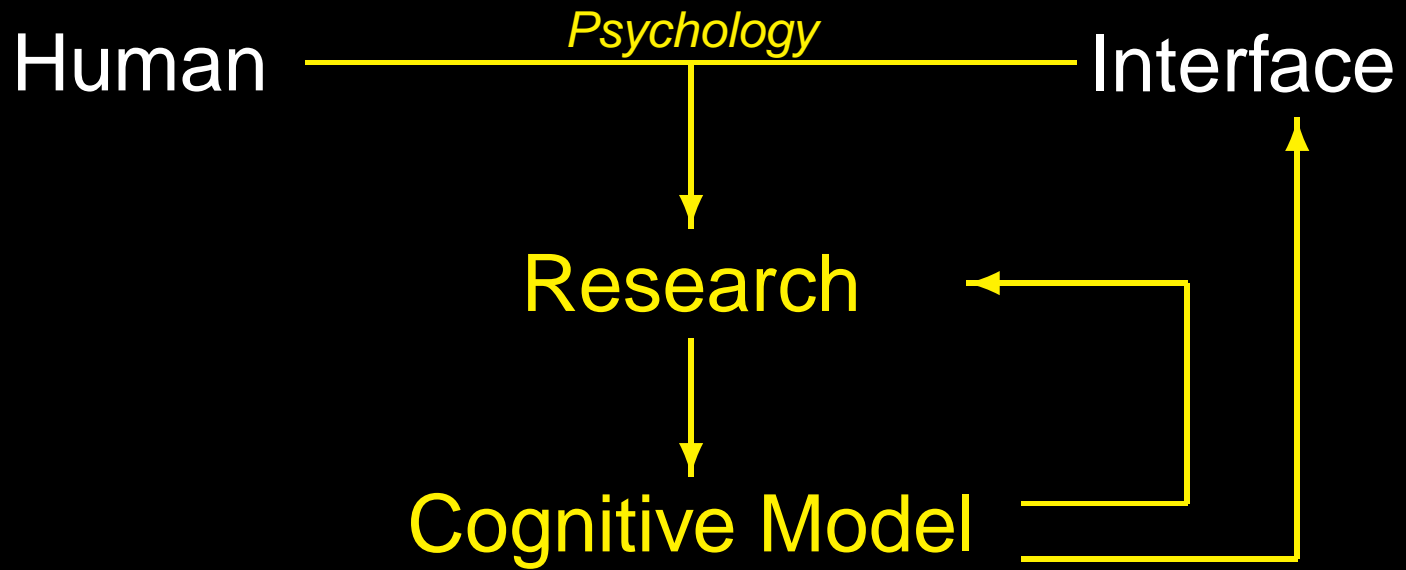 Psychology
Human
Interface
Research
Cognitive Model